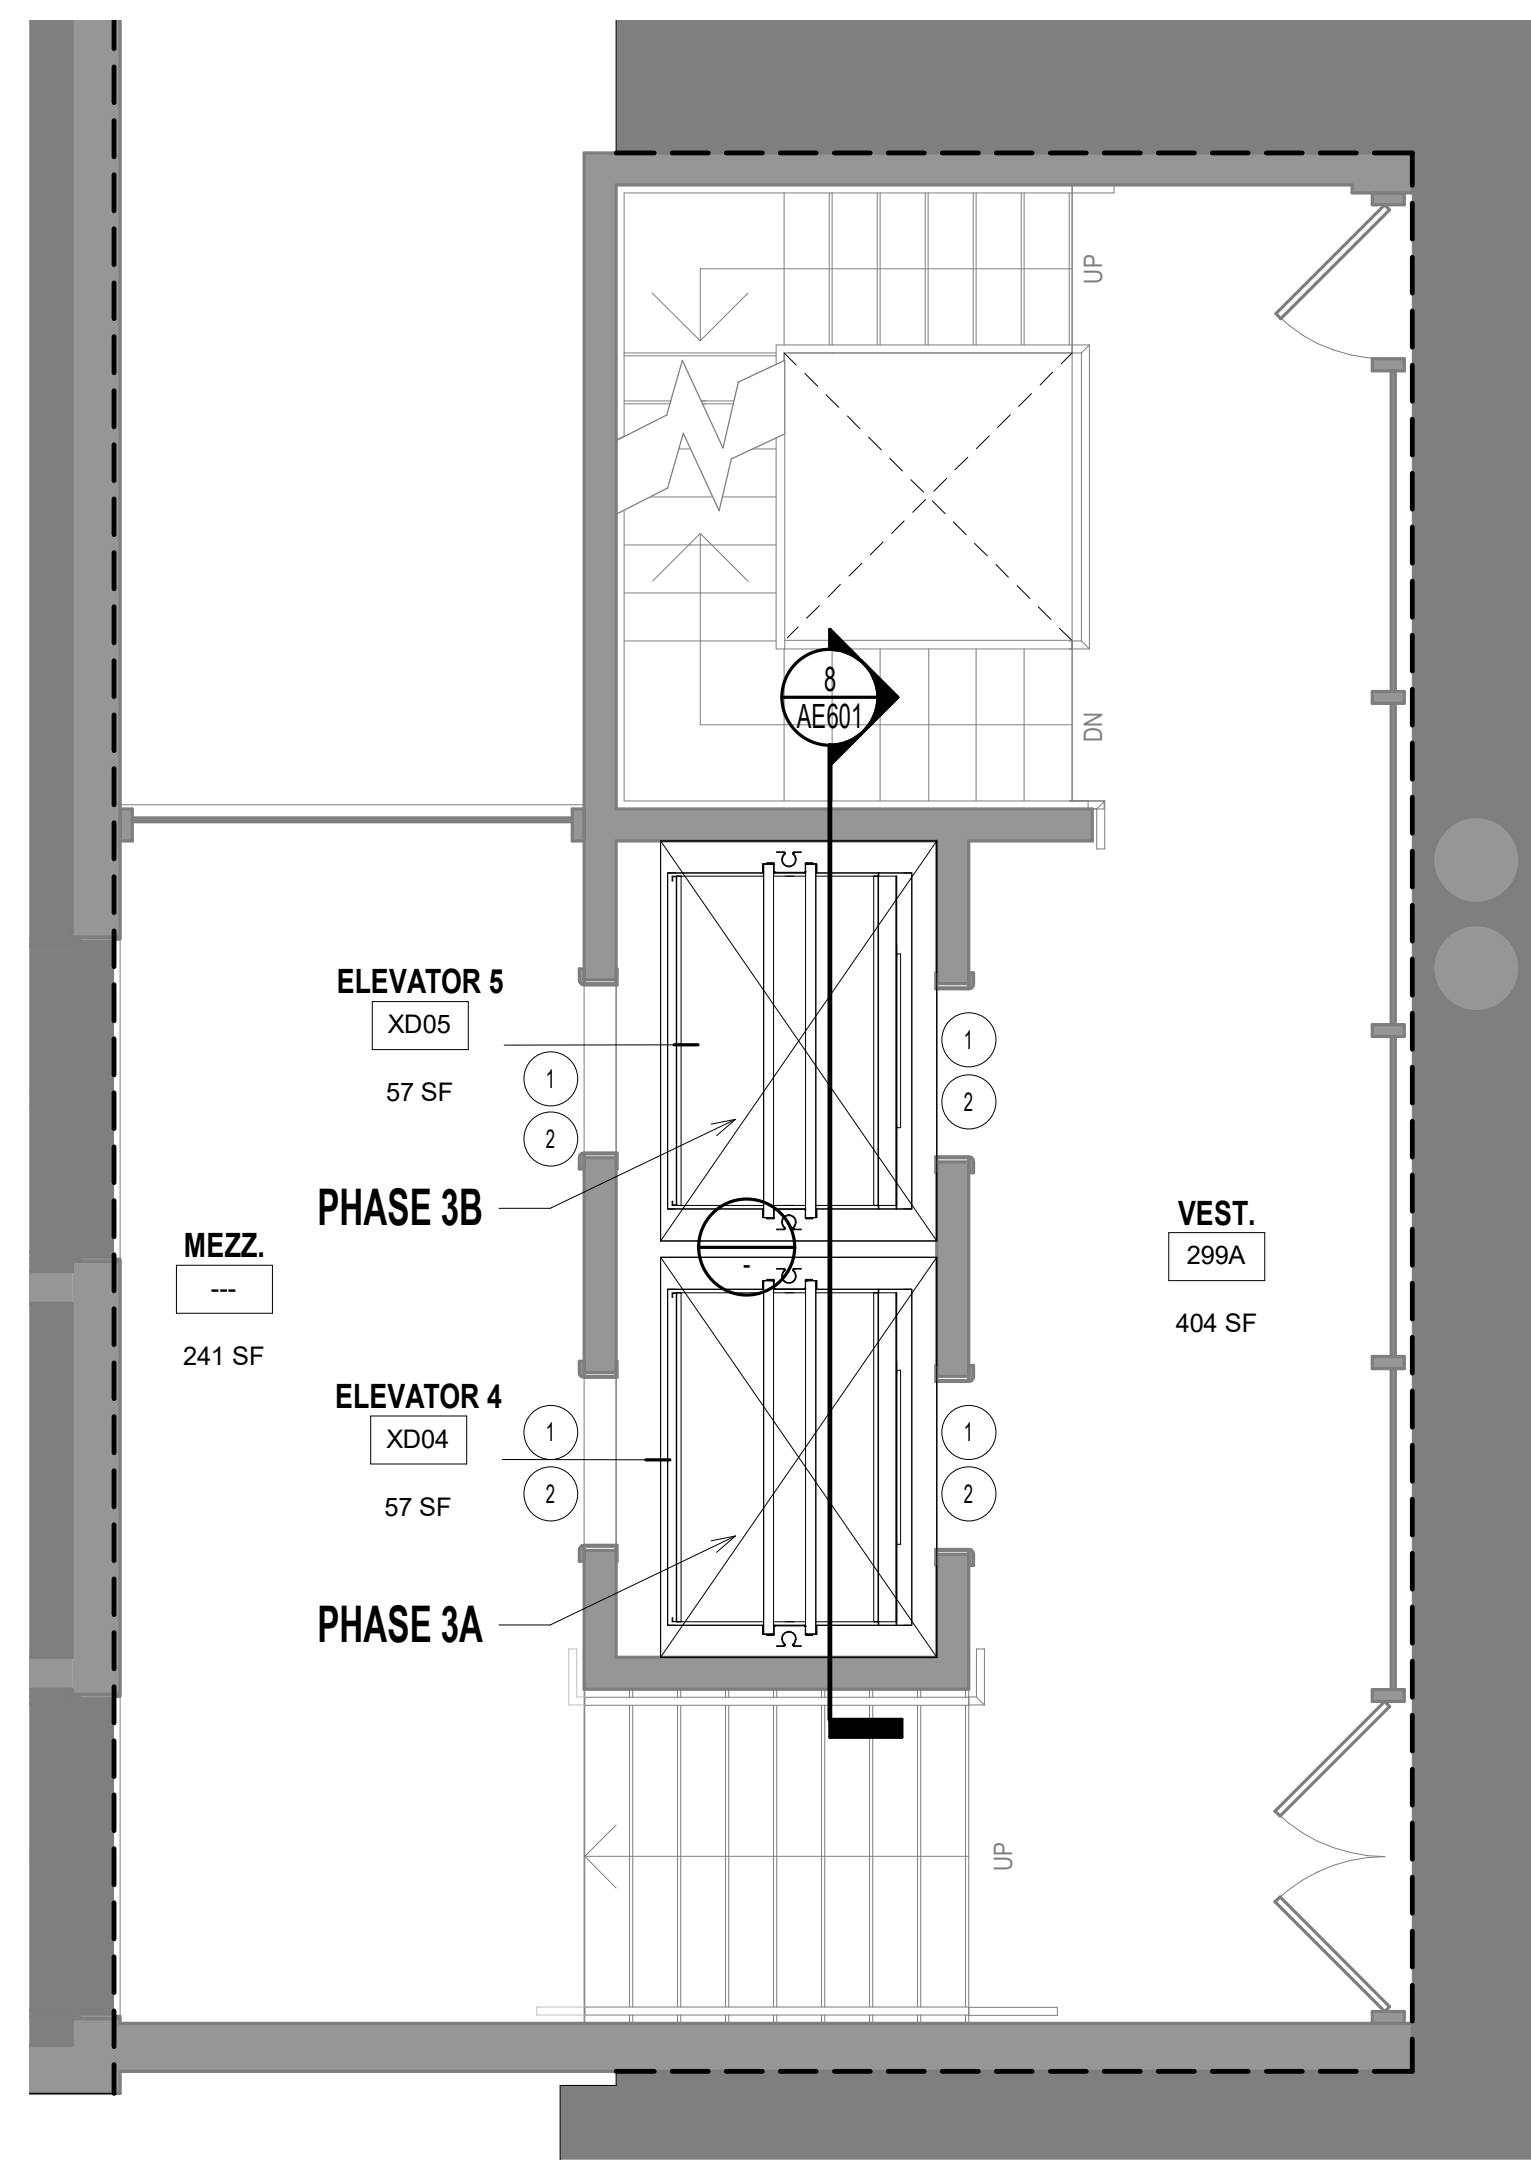 UP
8
AE601
DN
ELEVATOR 5
XD05
57 SF
1
2
1
2
PHASE 3B
MEZZ.
---
241 SF
-
VEST.
299A
404 SF
ELEVATOR 4
XD04
57 SF
1
2
1
2
PHASE 3A
UP